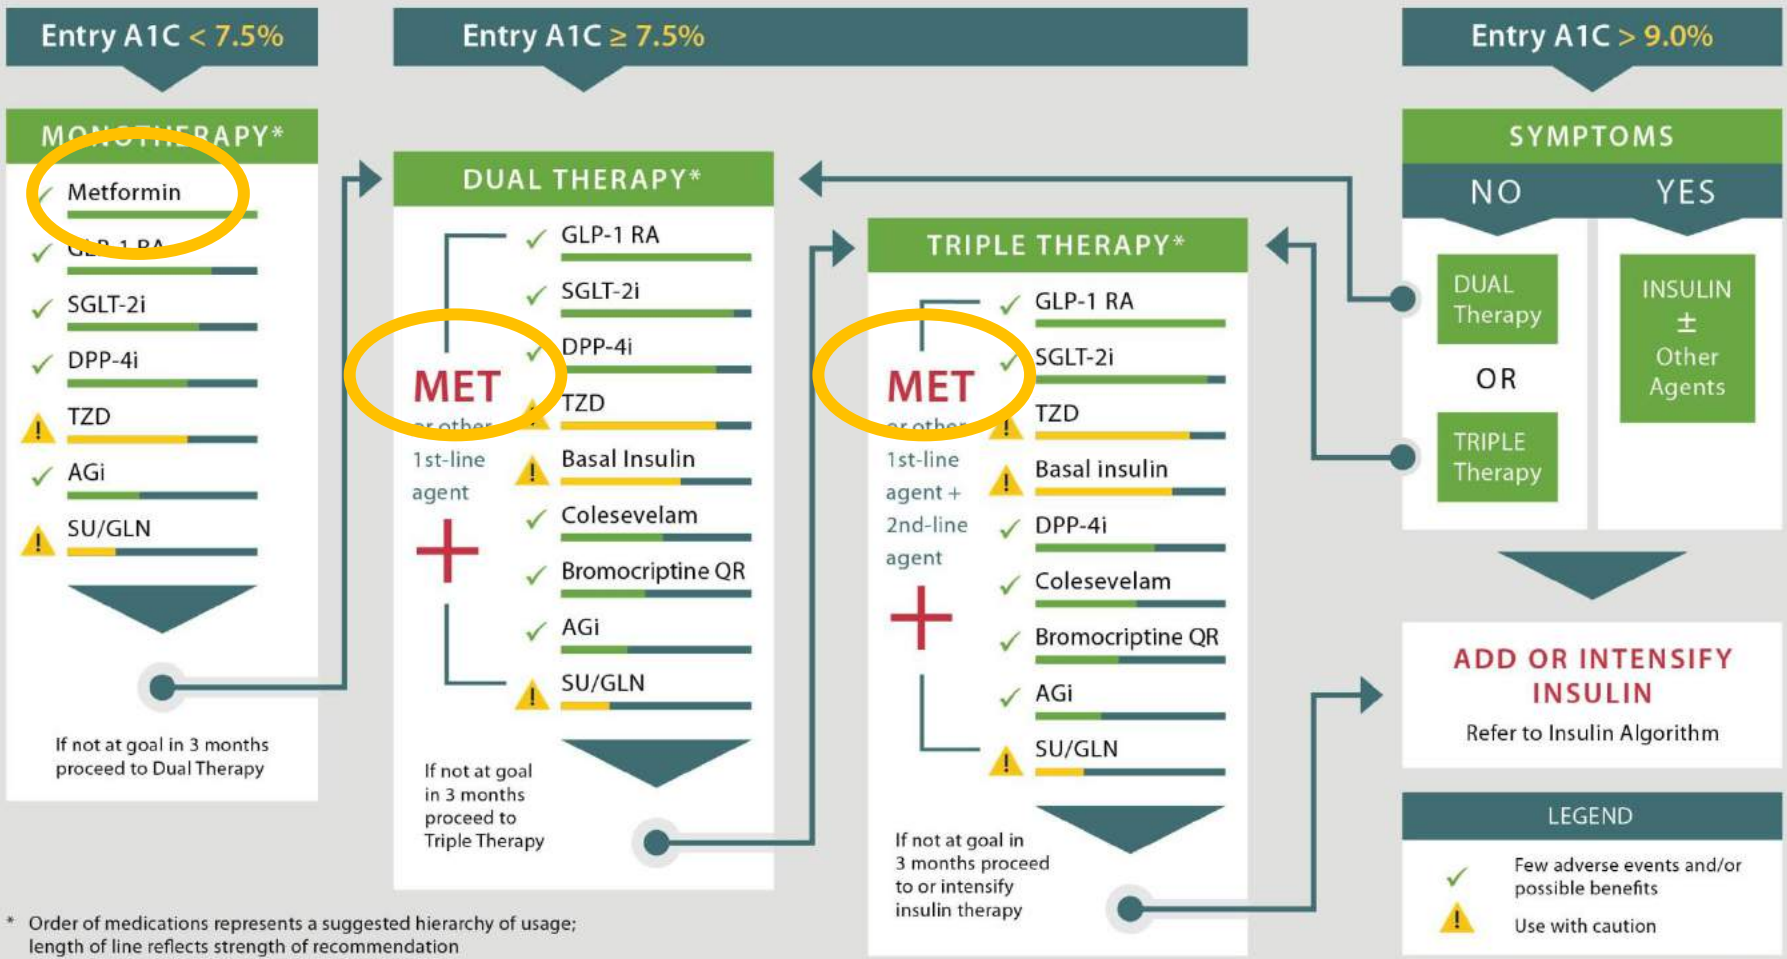 Entry A1C < 7.5%
MONOTHERAPY*
Metformin
GLP-1 RA
SGLT-2i
DPP-4i
TZD
AGi
SU/GLN
If not at goal in 3 months
proceed to Dual Therapy
Entry A1C ≥ 7.5%
DUAL THERAPY*
MET
or other
1st-line
agent
+
GLP-1 RA
SGLT-2i
DPP-4i
TZD
Basal Insulin
Colesevelam
Bromocriptine QR
AGi
SU/GLN
If not at goal
in 3 months
proceed to
Triple Therapy
TRIPLE THERAPY*
MET
or other
1st-line
agent +
2nd-line
agent
+
GLP-1 RA
SGLT-2i
TZD
Basal insulin
DPP-4i
Colesevelam
Bromocriptine QR
AGi
SU/GLN
If not at goal in
3 months proceed
to or intensify
insulin therapy
Entry A1C > 9.0%
SYMPTOMS
NO
DUAL
Therapy
OR
TRIPLE
Therapy
YES
INSULIN
±
Other
Agents
ADD OR INTENSIFY
INSULIN
Refer to Insulin Algorithm
LEGEND
Few adverse events and/or
possible benefits
Use with caution
* Order of medications represents a suggested hierarchy of usage;
length of line reflects strength of recommendation